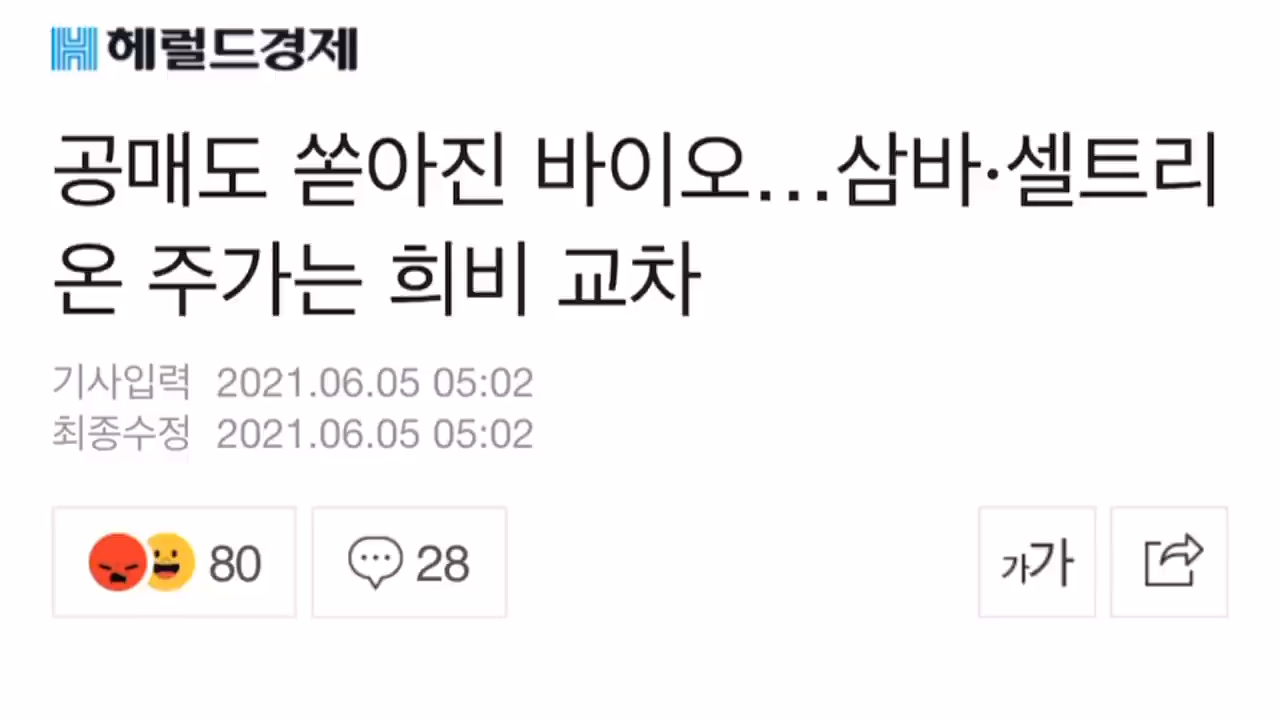 헤럴드경제
공매도 쏟아진 바이오...삼바·셀트리
온 주가는 희비 교차
기사입력 2021.06.05 05:02
최종수정 2021.06.05 05:02
80 28 가가